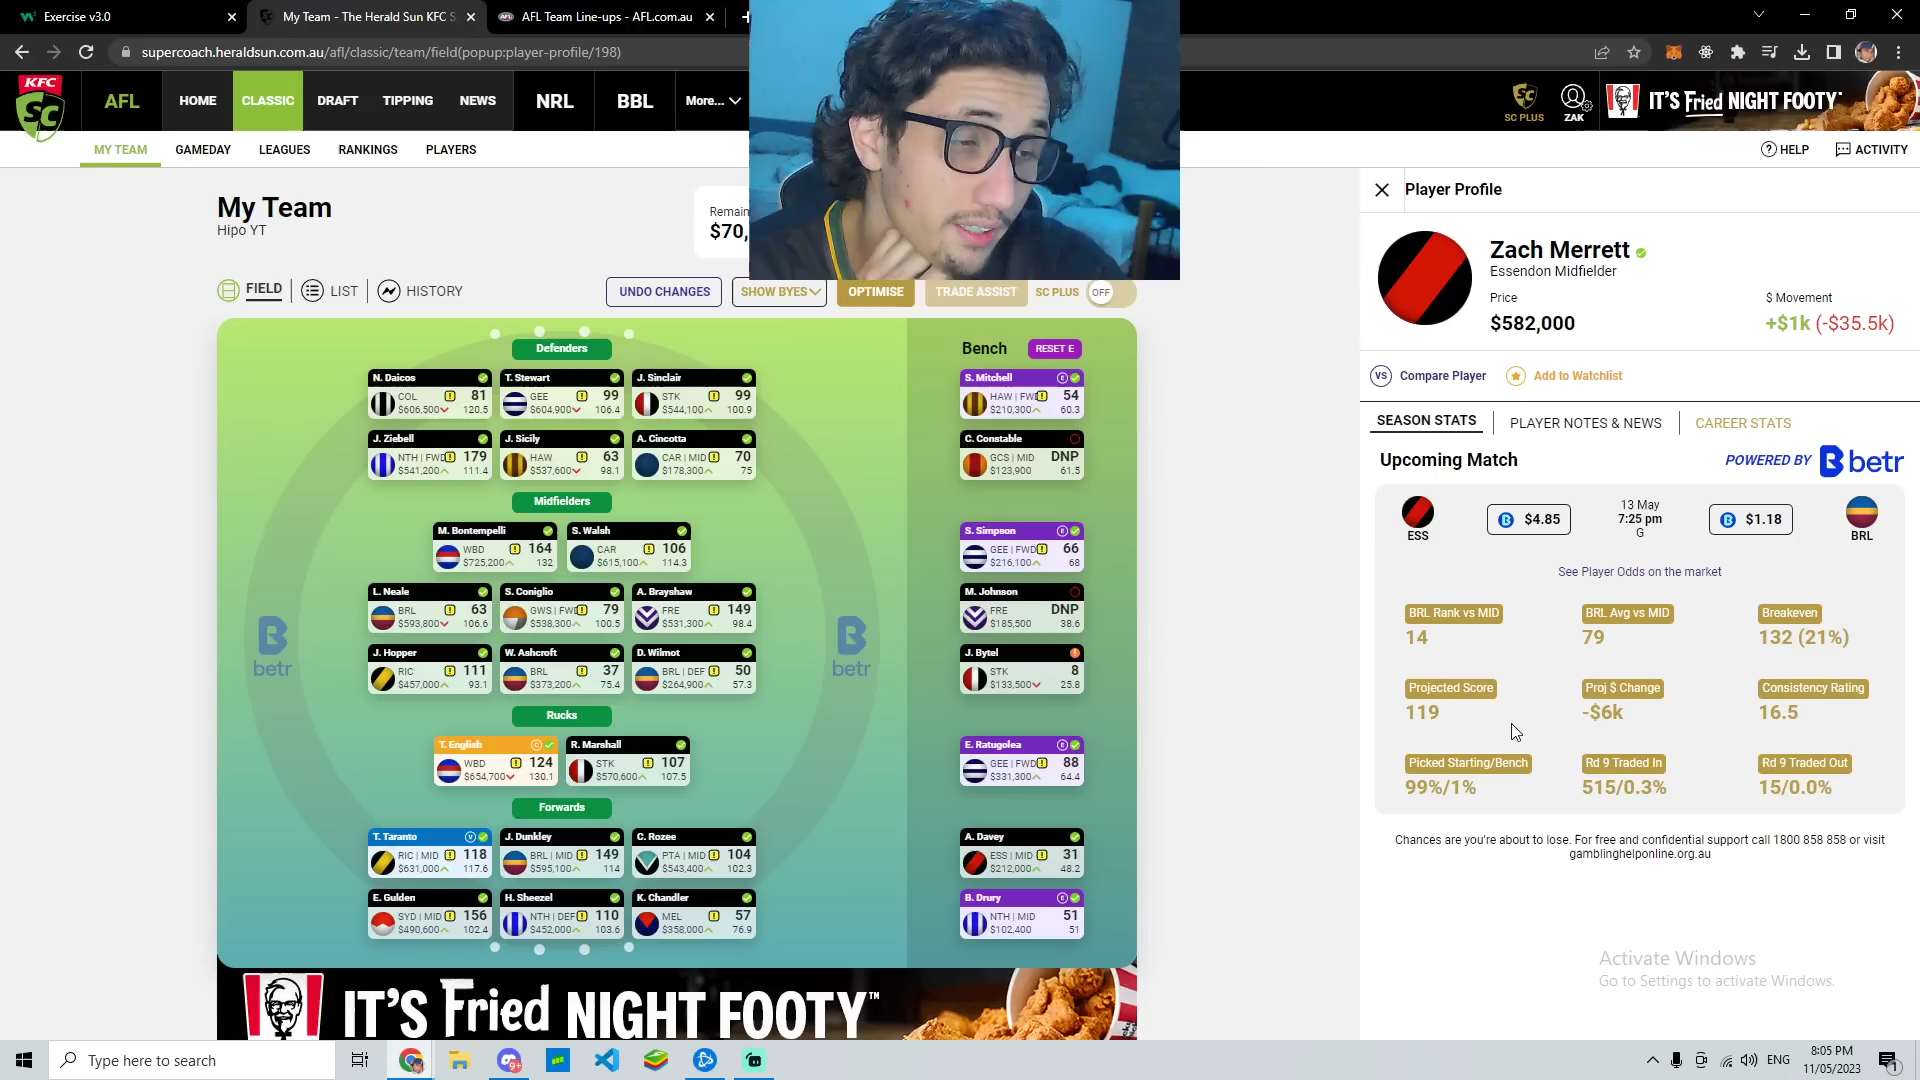 Exercise v3.0
My Team - The Herald Sun KFC S
AFL Team Line-ups - AFL.com.au
supercoach.heraldsun.com.au/afl/classic/team/field(popup:player-profile/198)
KFC
SC
AFL
HOME
CLASSIC
DRAFT
TIPPING
NEWS
NRL
BBL
More...
SC PLUS
ZAK
IT'S Fried NIGHT FOOTY
MY TEAM
GAMEDAY
LEAGUES
RANKINGS
PLAYERS
HELP
ACTIVITY
My Team
Hipo YT
Remain
$70,
FIELD
LIST
HISTORY
UNDO CHANGES
SHOW BYES
OPTIMISE
TRADE ASSIST
SC PLUS
OFF
Defenders
N. Daicos
COL 81
$606,500 120.5
T. Stewart
GEE 99
$604,900 106.4
J. Sinclair
STK 99
$544,100 100.9
J. Ziebell
NTH | FWD 179
$541,200 111.4
J. Sicily
HAW 63
$537,600 98.1
A. Cincotta
CAR | MID 70
$178,300 75
Midfielders
M. Bontempelli
WBD 164
$725,200 132
S. Walsh
CAR 106
$615,100 114.3
L. Neale
BRL 63
$593,800 106.6
S. Coniglio
GWS | FWD 79
$538,300 100.5
A. Brayshaw
FRE 149
$531,300 98.4
J. Hopper
RIC 111
$457,000 93.1
W. Ashcroft
BRL 37
$373,200 75.4
D. Wilmot
BRL | DEF 50
$264,900 57.3
Rucks
T. English C
WBD 124
$654,700 130.1
R. Marshall
STK 107
$570,600 107.5
Forwards
T. Taranto V
RIC | MID 118
$631,000 117.6
J. Dunkley
BRL | MID 149
$595,100 114
C. Rozee
PTA | MID 104
$543,400 102.3
E. Gulden
SYD | MID 156
$490,600 102.4
H. Sheezel
NTH | DEF 110
$452,000 103.6
K. Chandler
MEL 57
$358,000 76.9
B
betr
B
betr
Bench
RESET E
S. Mitchell E
HAW | FWD 54
$210,300 60.3
C. Constable
GCS | MID DNP
$123,900 61.5
S. Simpson E
GEE | FWD 66
$216,100 68
M. Johnson
FRE DNP
$185,500 38.6
J. Bytel
STK 8
$133,500 25.8
E. Ratugolea E
GEE | FWD 88
$331,300 64.4
A. Davey
ESS | MID 31
$212,000 48.2
B. Drury E
NTH | MID 51
$102,400 51
IT'S Fried NIGHT FOOTY™
Player Profile
Zach Merrett
Essendon Midfielder
Price
$582,000
$ Movement
+$1k (-$35.5k)
VS Compare Player
Add to Watchlist
SEASON STATS
PLAYER NOTES & NEWS
CAREER STATS
Upcoming Match
POWERED BY B betr
ESS
B $4.85
13 May
7:25 pm
G
B $1.18
BRL
See Player Odds on the market
BRL Rank vs MID
14
BRL Avg vs MID
79
Breakeven
132 (21%)
Projected Score
119
Proj $ Change
-$6k
Consistency Rating
16.5
Picked Starting/Bench
99%/1%
Rd 9 Traded In
515/0.3%
Rd 9 Traded Out
15/0.0%
Chances are you're about to lose. For free and confidential support call 1800 858 858 or visit
gamblinghelponline.org.au
Activate Windows
Go to Settings to activate Windows.
Type here to search
9+
ENG
8:05 PM
11/05/2023
1